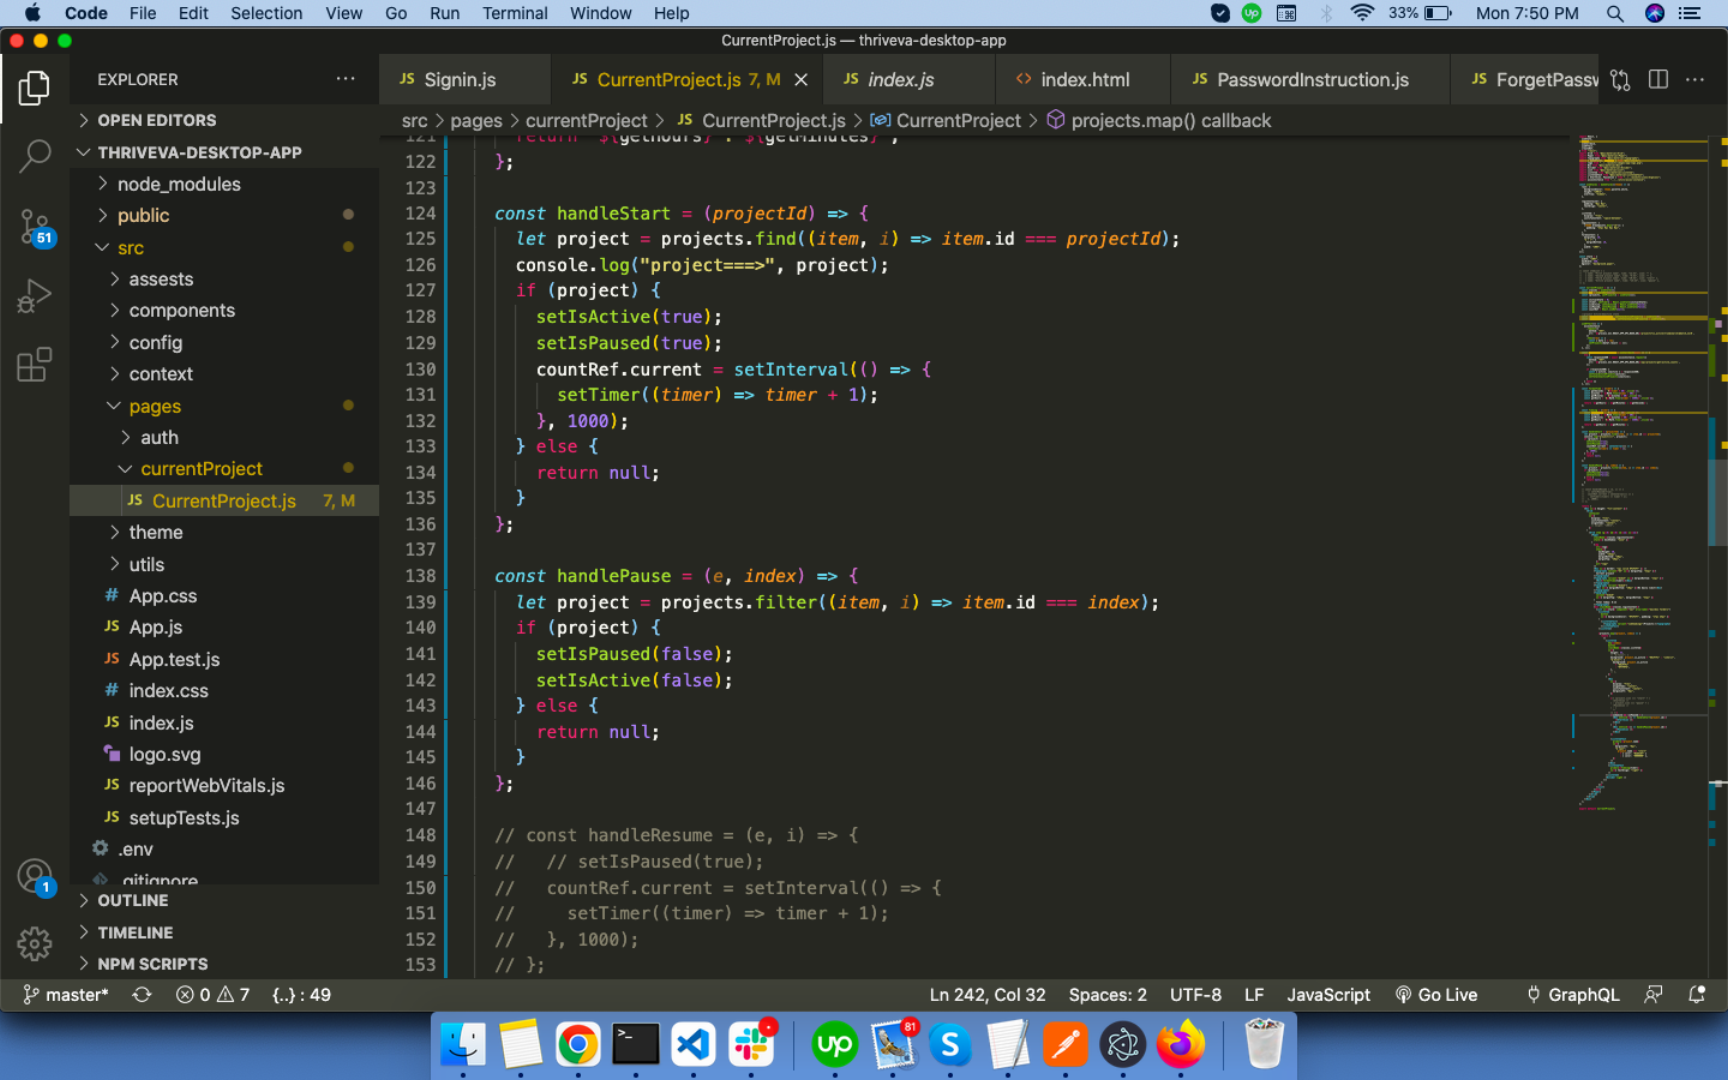 Code File Edit Selection View Go Run Terminal Window Help
33% Mon 7:50 PM
CurrentProject.js — thriveva-desktop-app
EXPLORER
OPEN EDITORS
THRIVEVA-DESKTOP-APP
node_modules
public
src
assests
components
config
context
pages
auth
currentProject
JS CurrentProject.js 7, M
theme
utils
# App.css
JS App.js
JS App.test.js
# index.css
JS index.js
logo.svg
JS reportWebVitals.js
JS setupTests.js
.env
.gitignore
OUTLINE
TIMELINE
NPM SCRIPTS
51
1
JS Signin.js
JS CurrentProject.js 7, M
JS index.js
<> index.html
JS PasswordInstruction.js
JS ForgetPassw
src > pages > currentProject > JS CurrentProject.js > CurrentProject > projects.map() callback
121 return `${getHours} : ${getMinutes}`;
122 };
123
124 const handleStart = (projectId) => {
125 let project = projects.find((item, i) => item.id === projectId);
126 console.log("project===>", project);
127 if (project) {
128 setIsActive(true);
129 setIsPaused(true);
130 countRef.current = setInterval(() => {
131 setTimer((timer) => timer + 1);
132 }, 1000);
133 } else {
134 return null;
135 }
136 };
137
138 const handlePause = (e, index) => {
139 let project = projects.filter((item, i) => item.id === index);
140 if (project) {
141 setIsPaused(false);
142 setIsActive(false);
143 } else {
144 return null;
145 }
146 };
147
148 // const handleResume = (e, i) => {
149 // // setIsPaused(true);
150 // countRef.current = setInterval(() => {
151 // setTimer((timer) => timer + 1);
152 // }, 1000);
153 // };
master* 0 7 {..} : 49 Ln 242, Col 32 Spaces: 2 UTF-8 LF JavaScript Go Live GraphQL
up 81 S